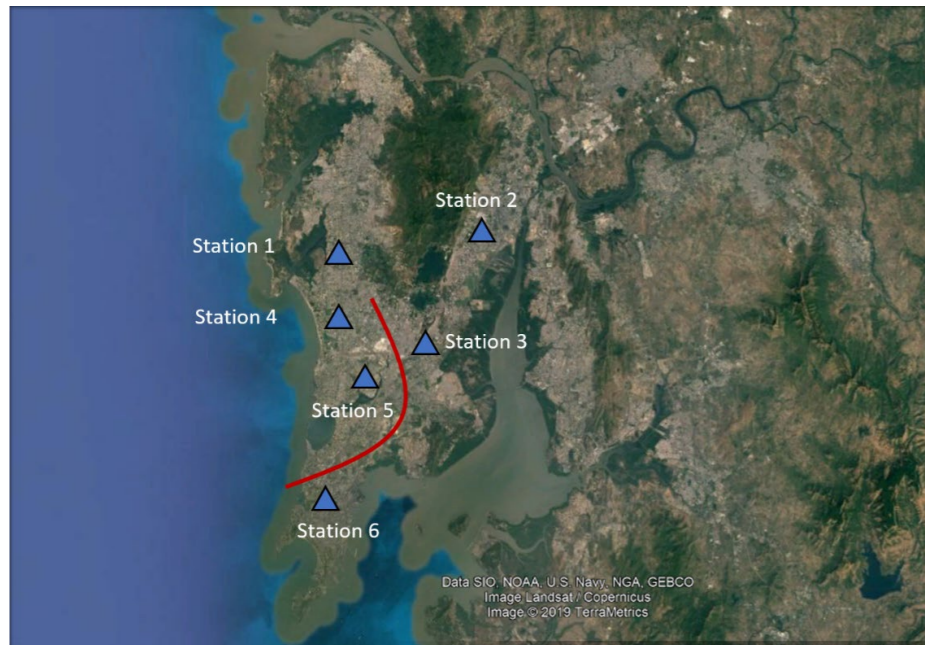 Station 2
Station 1
Station 4
Station 3
Station 5
Station 6
Data SIO, NOAA, U.S. Navy, NGA, GEBCO
Image Landsat / Copernicus
Image © 2019 TerraMetrics